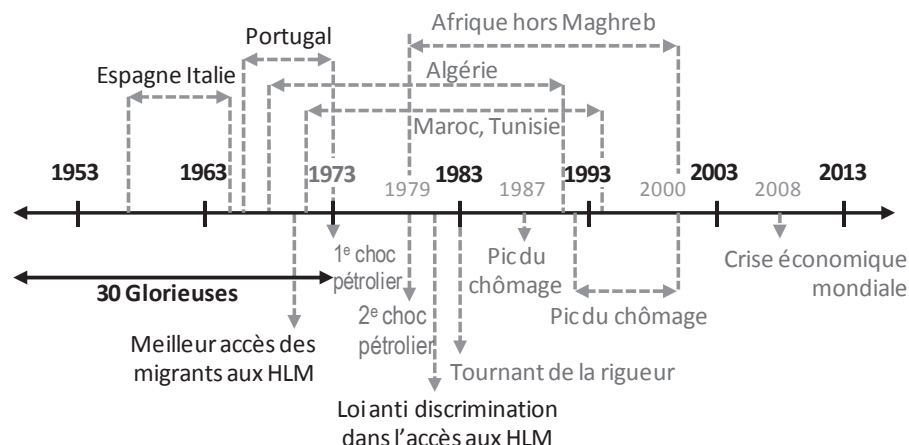 Afrique hors Maghreb
Portugal
Espagne Italie
Algérie
Maroc, Tunisie
1953
1963
1973
1979
1983
1987
1993
2000
2003
2008
2013
30 Glorieuses
1e choc
pétrolier
2e choc
pétrolier
Pic du
chômage
Pic du chômage
Crise économique
mondiale
Meilleur accès des
migrants aux HLM
Tournant de la rigueur
Loi anti discrimination
dans l'accès aux HLM